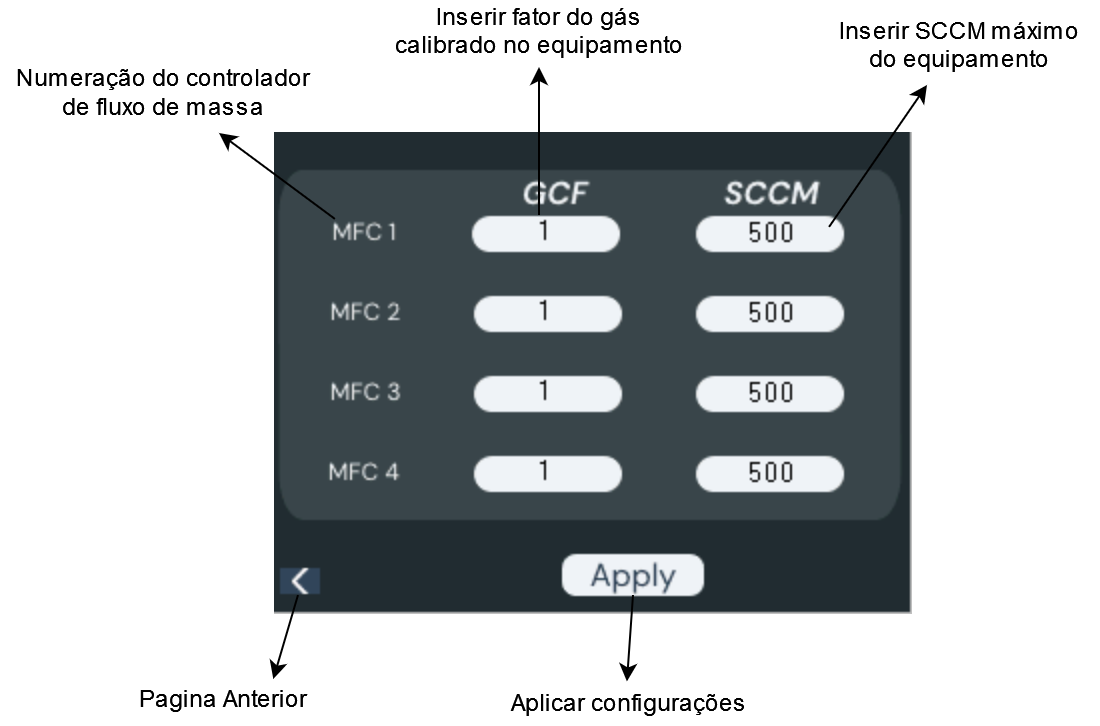 Inserir fator do gás
calibrado no equipamento
Inserir SCCM máximo
do equipamento
Numeração do controlador
de fluxo de massa
GCF SCCM
MFC 1 1 500
MFC 2 1 500
MFC 3 1 500
MFC 4 1 500
Apply
Pagina Anterior
Aplicar configurações